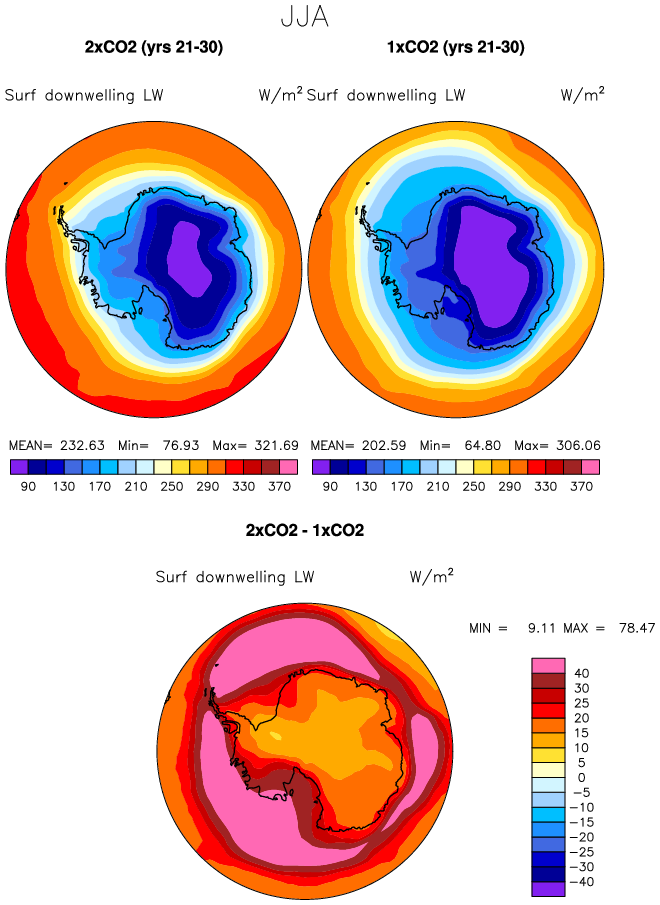 JJA
2xCO2 (yrs 21-30) 1xCO2 (yrs 21-30)
Surf downwelling LW W/m² Surf downwelling LW W/m²
MEAN= 232.63 Min= 76.93 Max= 321.69 MEAN= 202.59 Min= 64.80 Max= 306.06
90 130 170 210 250 290 330 370 90 130 170 210 250 290 330 370
2xCO2 - 1xCO2
Surf downwelling LW W/m²
MIN = 9.11 MAX = 78.47
40
30
25
20
15
10
5
0
−5
−10
−15
−20
−25
−30
−40